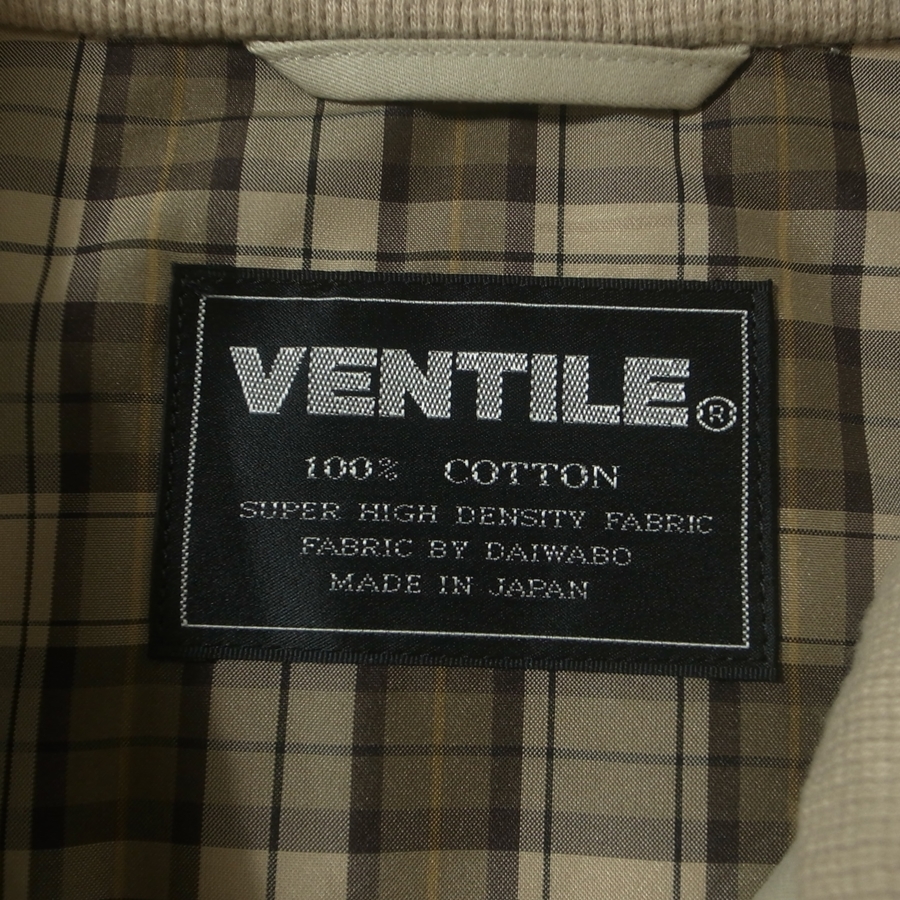 VENTILE®
100% COTTON
SUPER HIGH DENSITY FABRIC
FABRIC BY DAIWABO
MADE IN JAPAN